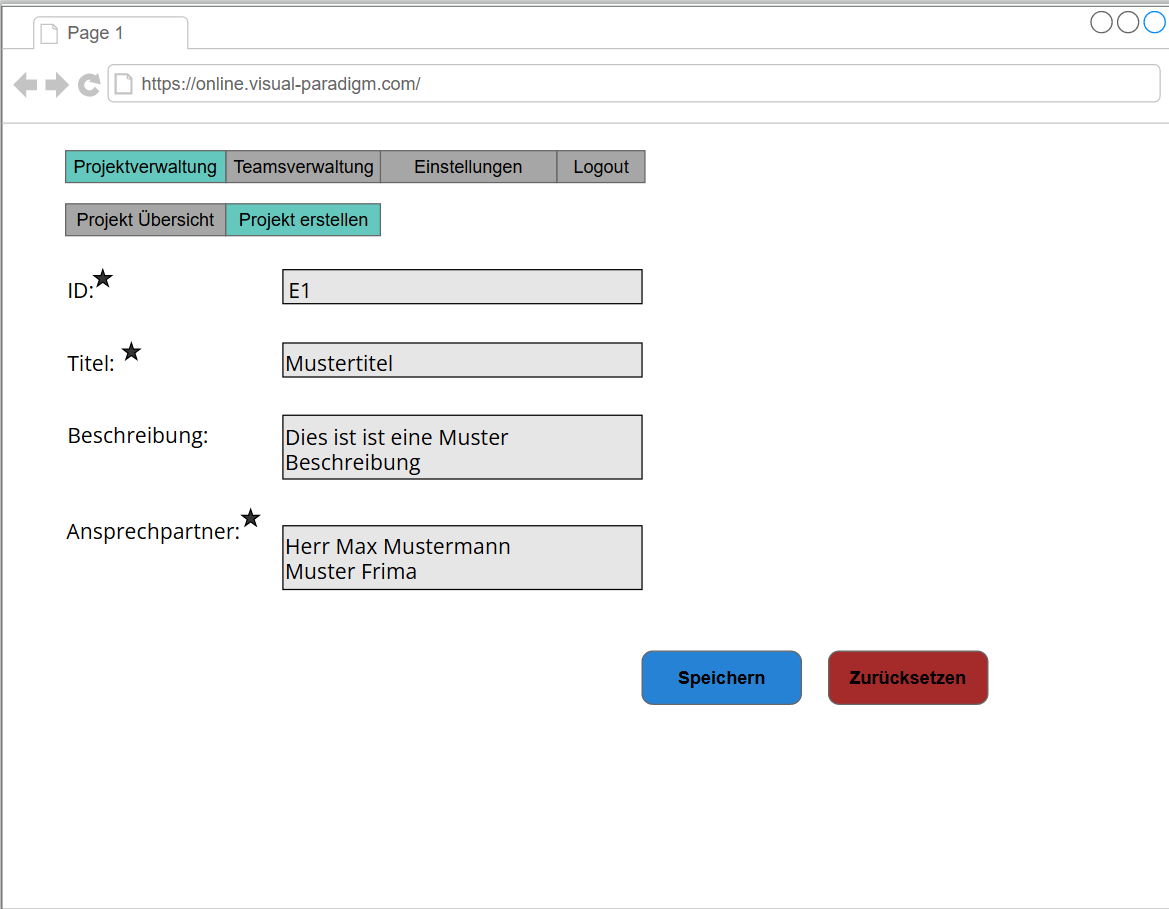 Page 1
https://online.visual-paradigm.com/
Projektverwaltung Teamsverwaltung Einstellungen Logout
Projekt Übersicht Projekt erstellen
ID:★ E1
Titel: ★ Mustertitel
Beschreibung: Dies ist ist eine Muster
Beschreibung
Ansprechpartner:★ Herr Max Mustermann
Muster Frima
Speichern Zurücksetzen